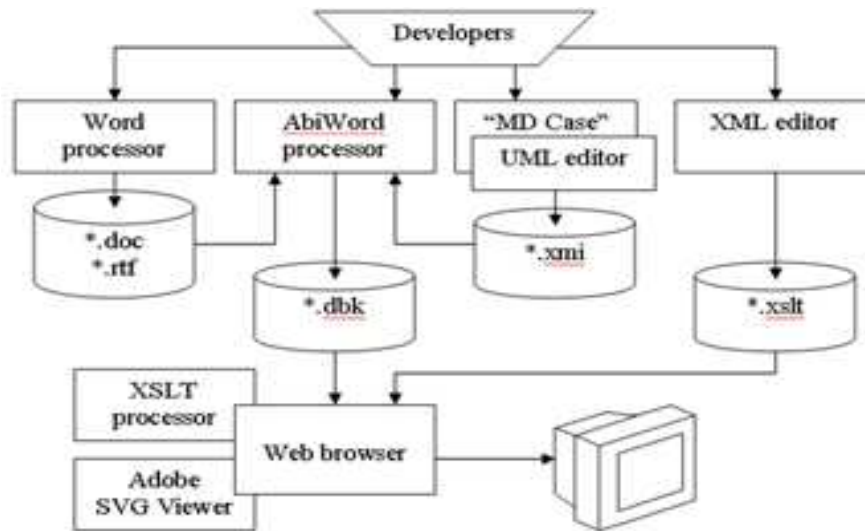 Developers
Word
processor
AbiWord
processor
“MD Case”
UML editor
XML editor
*.doc
*.rtf
*.xmi
*.dbk
*.xslt
XSLT
processor
Web browser
Adobe
SVG Viewer